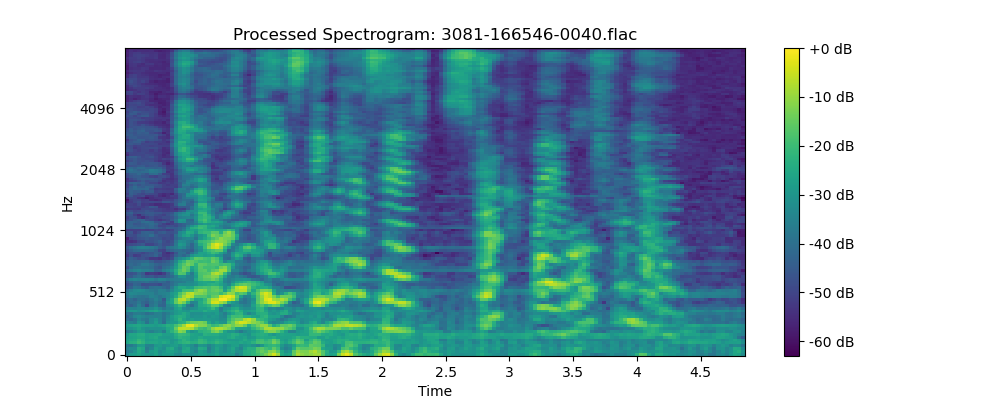 Processed Spectrogram: 3081-166546-0040.flac
Hz
4096
2048
1024
512
0
0 0.5 1 1.5 2 2.5 3 3.5 4 4.5
Time
+0 dB
-10 dB
-20 dB
-30 dB
-40 dB
-50 dB
-60 dB